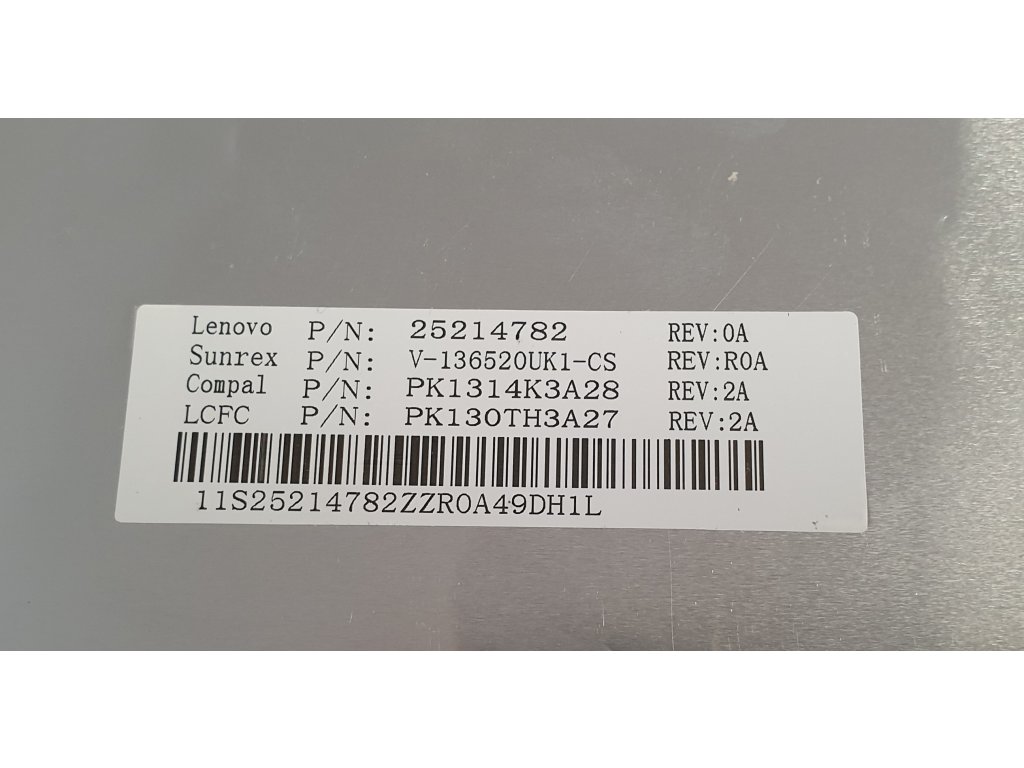 Lenovo P/N: 25214782 REV:0A
Sunrex P/N: V-136520UK1-CS REV:R0A
Compal P/N: PK1314K3A28 REV:2A
LCFC P/N: PK130TH3A27 REV:2A
11S25214782ZZR0A49DH1L